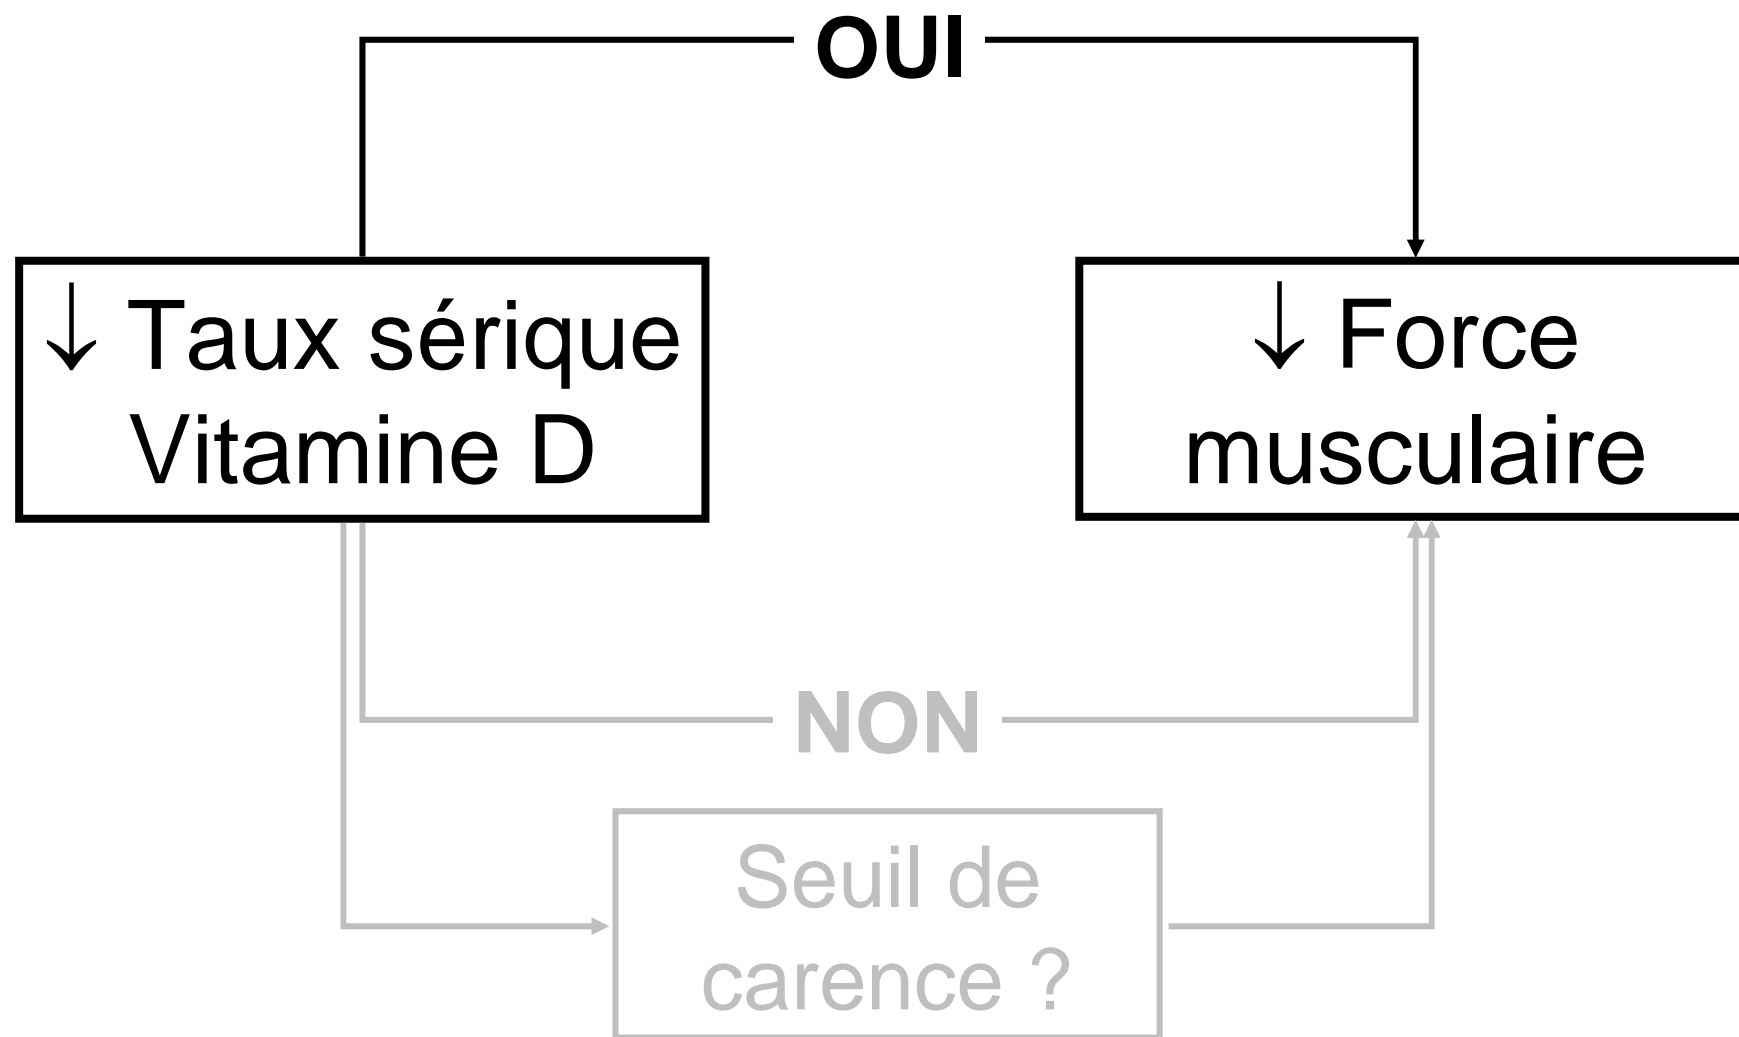 OUI
↓ Taux sérique
Vitamine D
↓ Force
musculaire
NON
Seuil de
carence ?